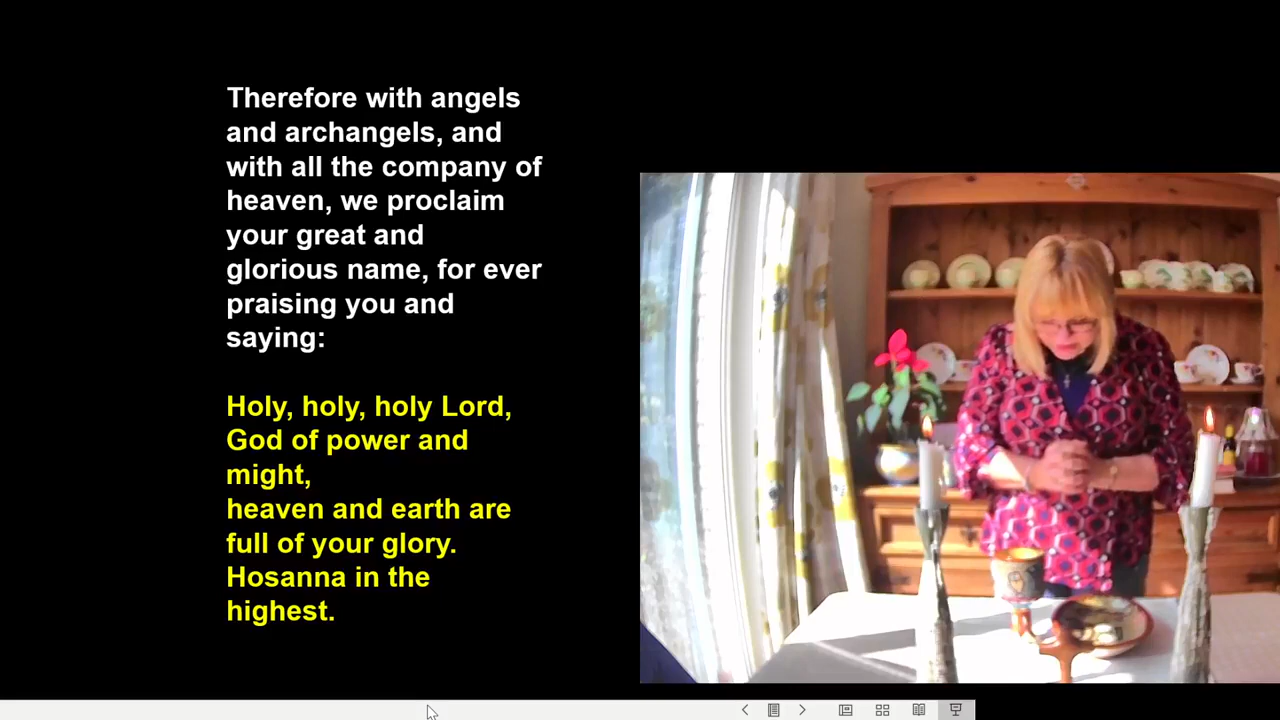 Therefore with angels
and archangels, and
with all the company of
heaven, we proclaim
your great and
glorious name, for ever
praising you and
saying:
Holy, holy, holy Lord,
God of power and
might,
heaven and earth are
full of your glory.
Hosanna in the
highest.